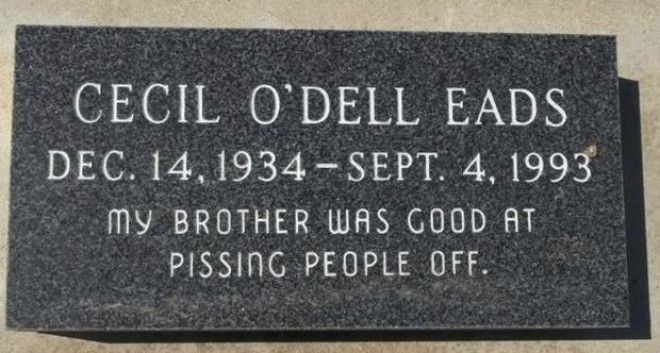 CECIL O'DELL EADS
DEC. 14, 1934 – SEPT. 4, 1993
MY BROTHER WAS GOOD AT
PISSING PEOPLE OFF.